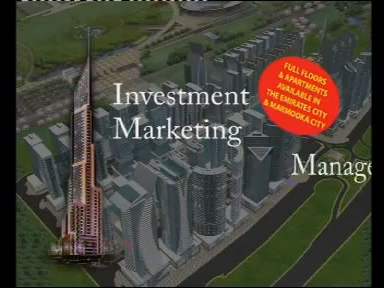 Investment
Marketing
FULL FLOORS
& APARTMENTS
AVAILABLE IN
THE EMIRATES CITY
& MARMOOKA CITY
Manage